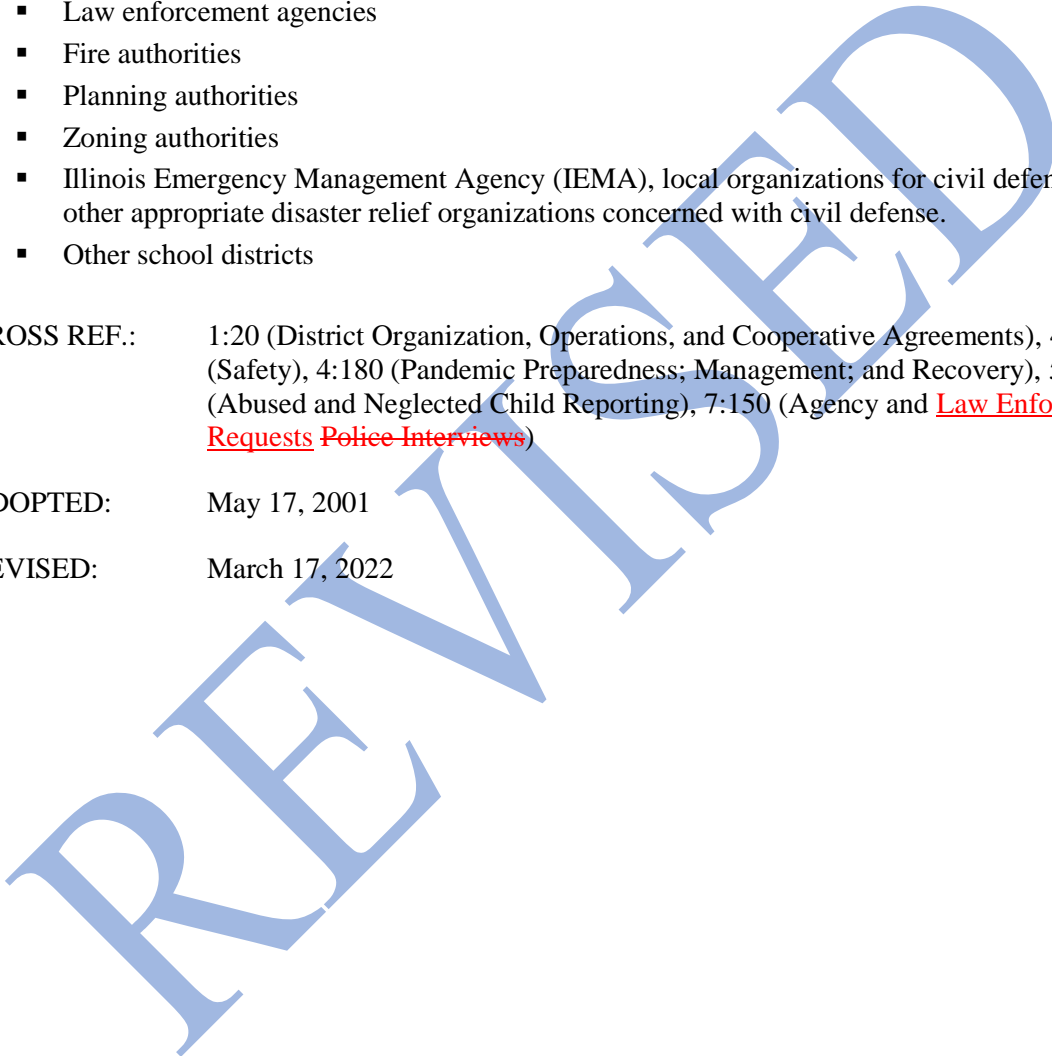 ▪ Law enforcement agencies
▪ Fire authorities
▪ Planning authorities
▪ Zoning authorities
▪ Illinois Emergency Management Agency (IEMA), local organizations for civil defen
other appropriate disaster relief organizations concerned with civil defense.
▪ Other school districts
ROSS REF.: 1:20 (District Organization, Operations, and Cooperative Agreements), 4
(Safety), 4:180 (Pandemic Preparedness; Management; and Recovery),
(Abused and Neglected Child Reporting), 7:150 (Agency and Law Enfo
Requests Police Interviews)
DOPTED: May 17, 2001
EVISED: March 17, 2022
REVISED